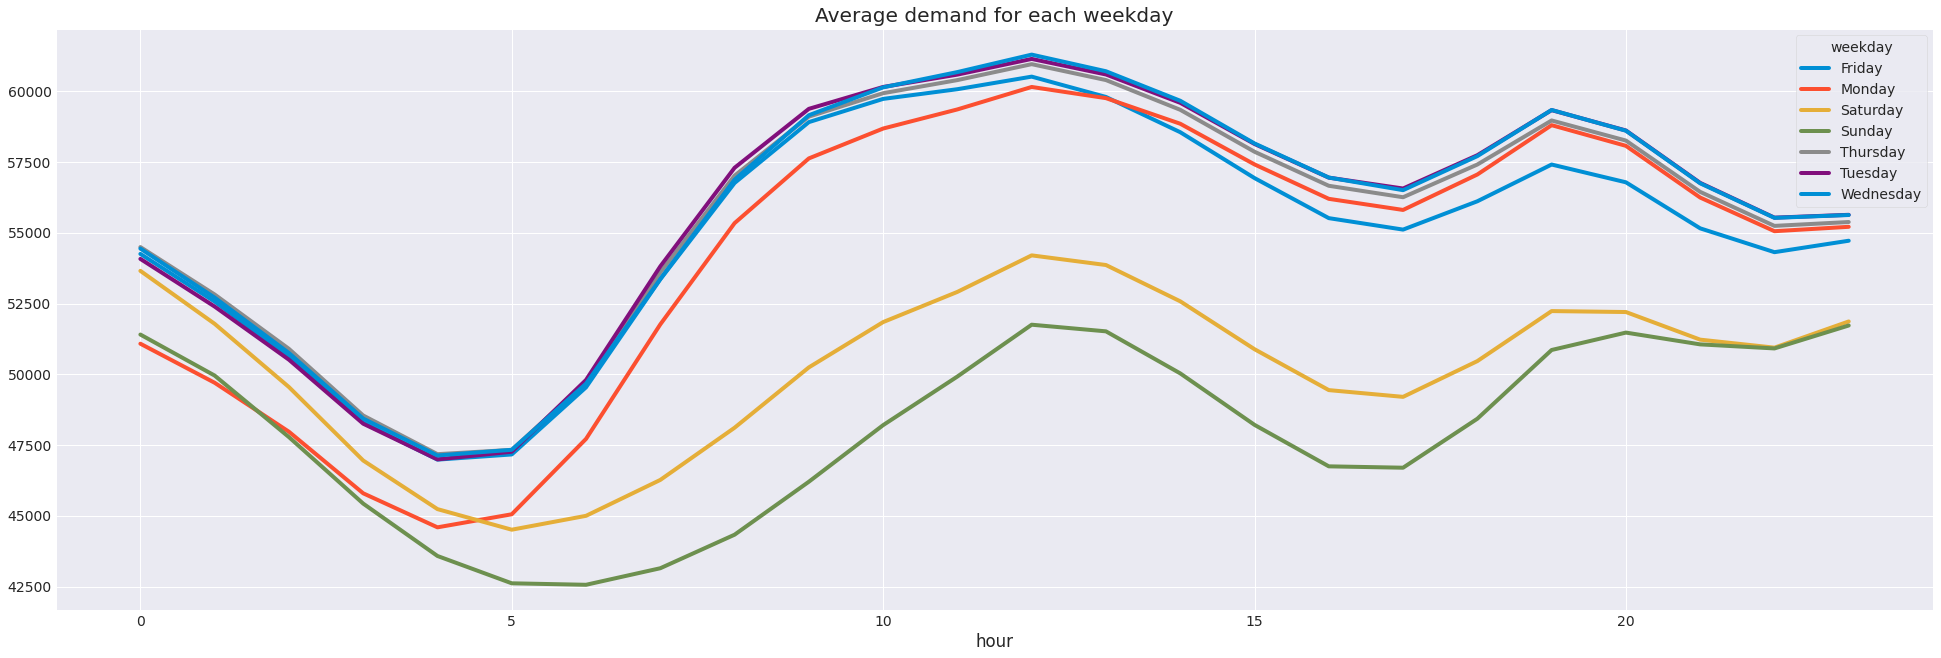 Average demand for each weekday
weekday
Friday
Monday
Saturday
Sunday
Thursday
Tuesday
Wednesday
60000
57500
55000
52500
50000
47500
45000
42500
0 5 10 15 20
hour